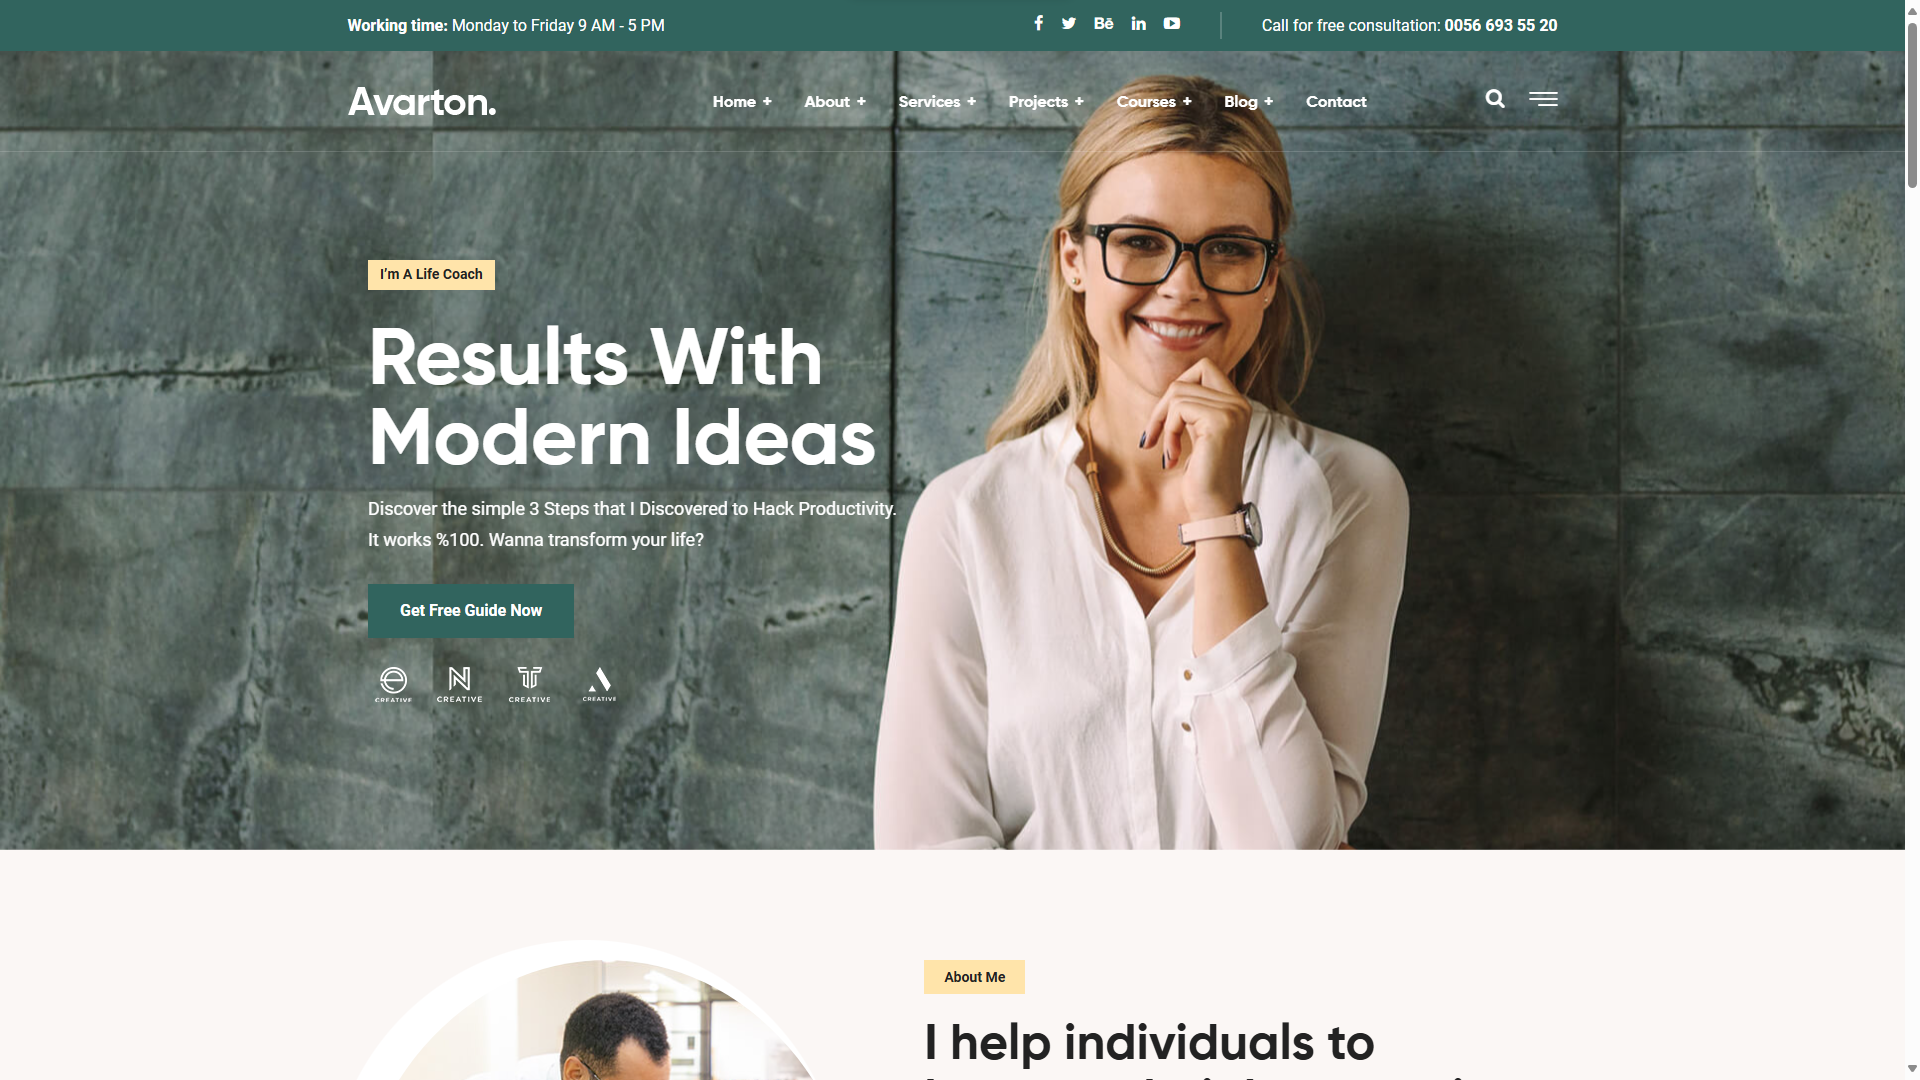 Working time: Monday to Friday 9 AM - 5 PM
Call for free consultation: 0056 693 55 20
Avarton.
Home + About + Services + Projects + Courses + Blog + Contact
I'm A Life Coach
Results With
Modern Ideas
Discover the simple 3 Steps that I Discovered to Hack Productivity.
It works %100. Wanna transform your life?
Get Free Guide Now
CREATIVE CREATIVE CREATIVE CREATIVE
About Me
I help individuals to